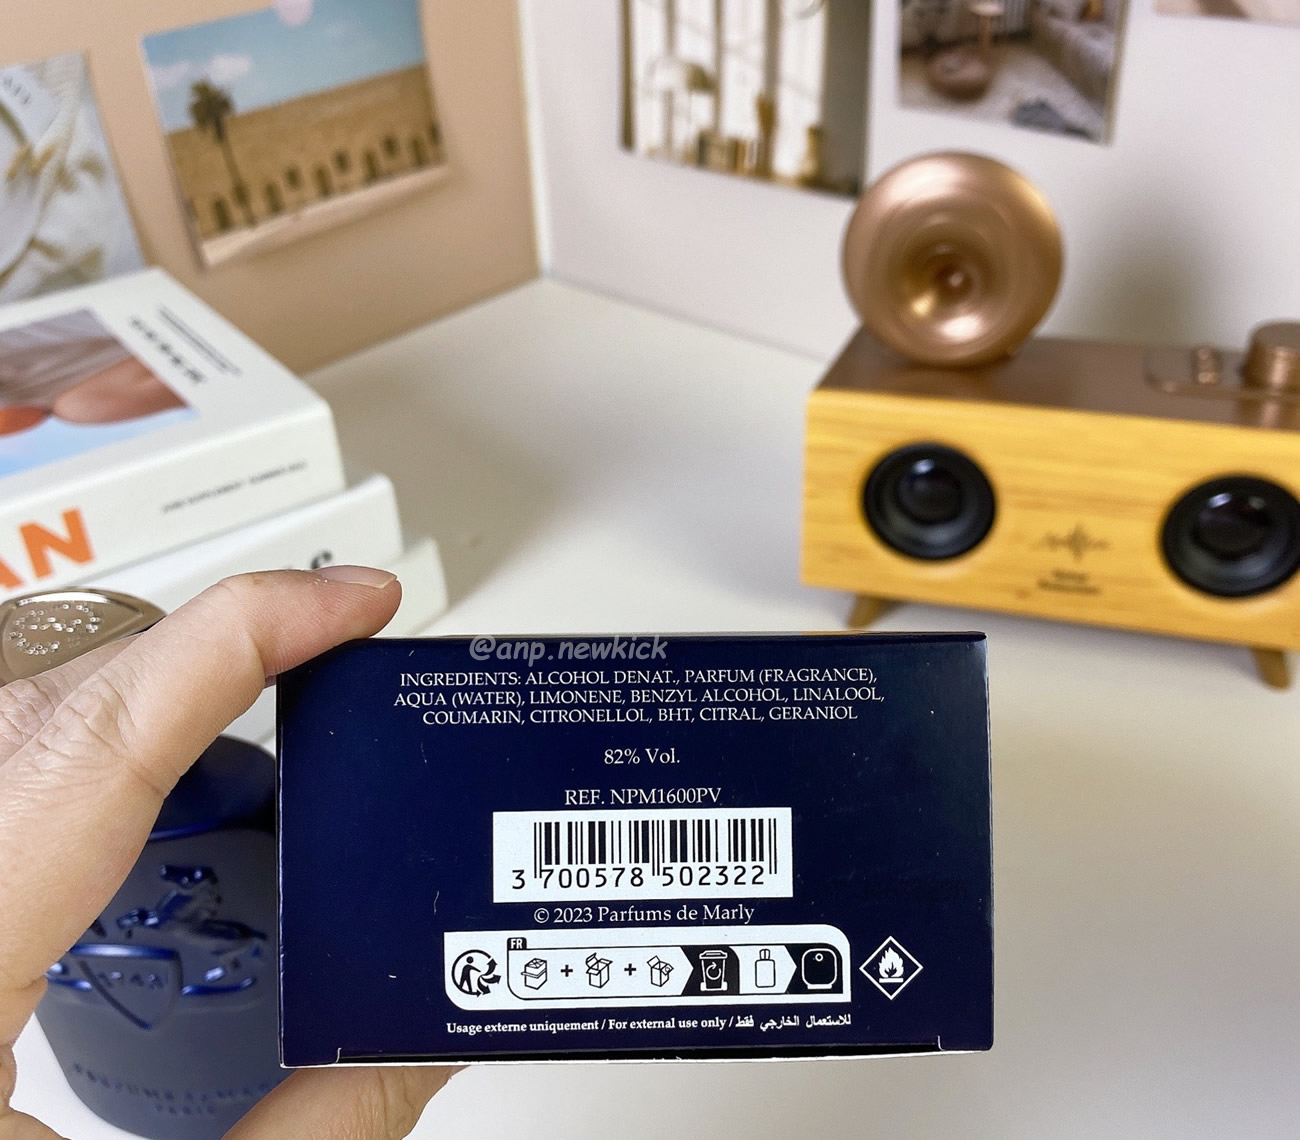 AN
@anp.newkick
INGREDIENTS: ALCOHOL DENAT., PARFUM (FRAGRANCE),
AQUA (WATER), LIMONENE, BENZYL ALCOHOL, LINALOOL,
COUMARIN, CITRONELLOL, BHT, CITRAL, GERANIOL
82% Vol.
REF. NPM1600PV
3 700578 502322
© 2023 Parfums de Marly
FR
Usage externe uniquement / For external use only / للاستعمال الخارجي فقط
PARIS